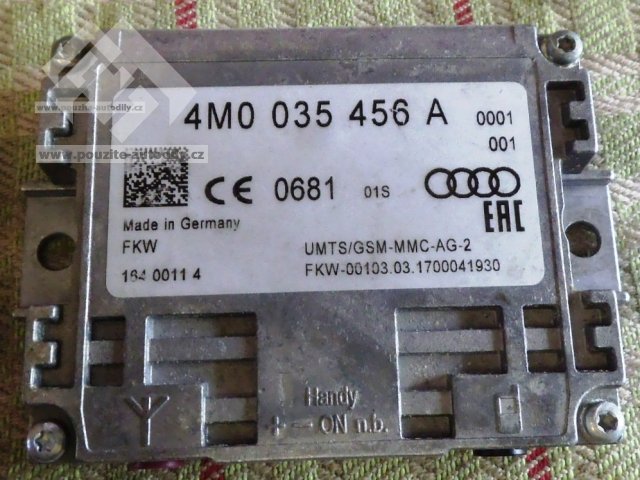 4M0 035 456 A 0001
001
CE 0681 01S
EAC
Made in Germany
FKW UMTS/GSM-MMC-AG-2
164 0011 4 FKW-00103.03.1700041930
Handy
+ — ON n.b.
www.pouzite-autodily.cz
www.pouzite-autodily.cz